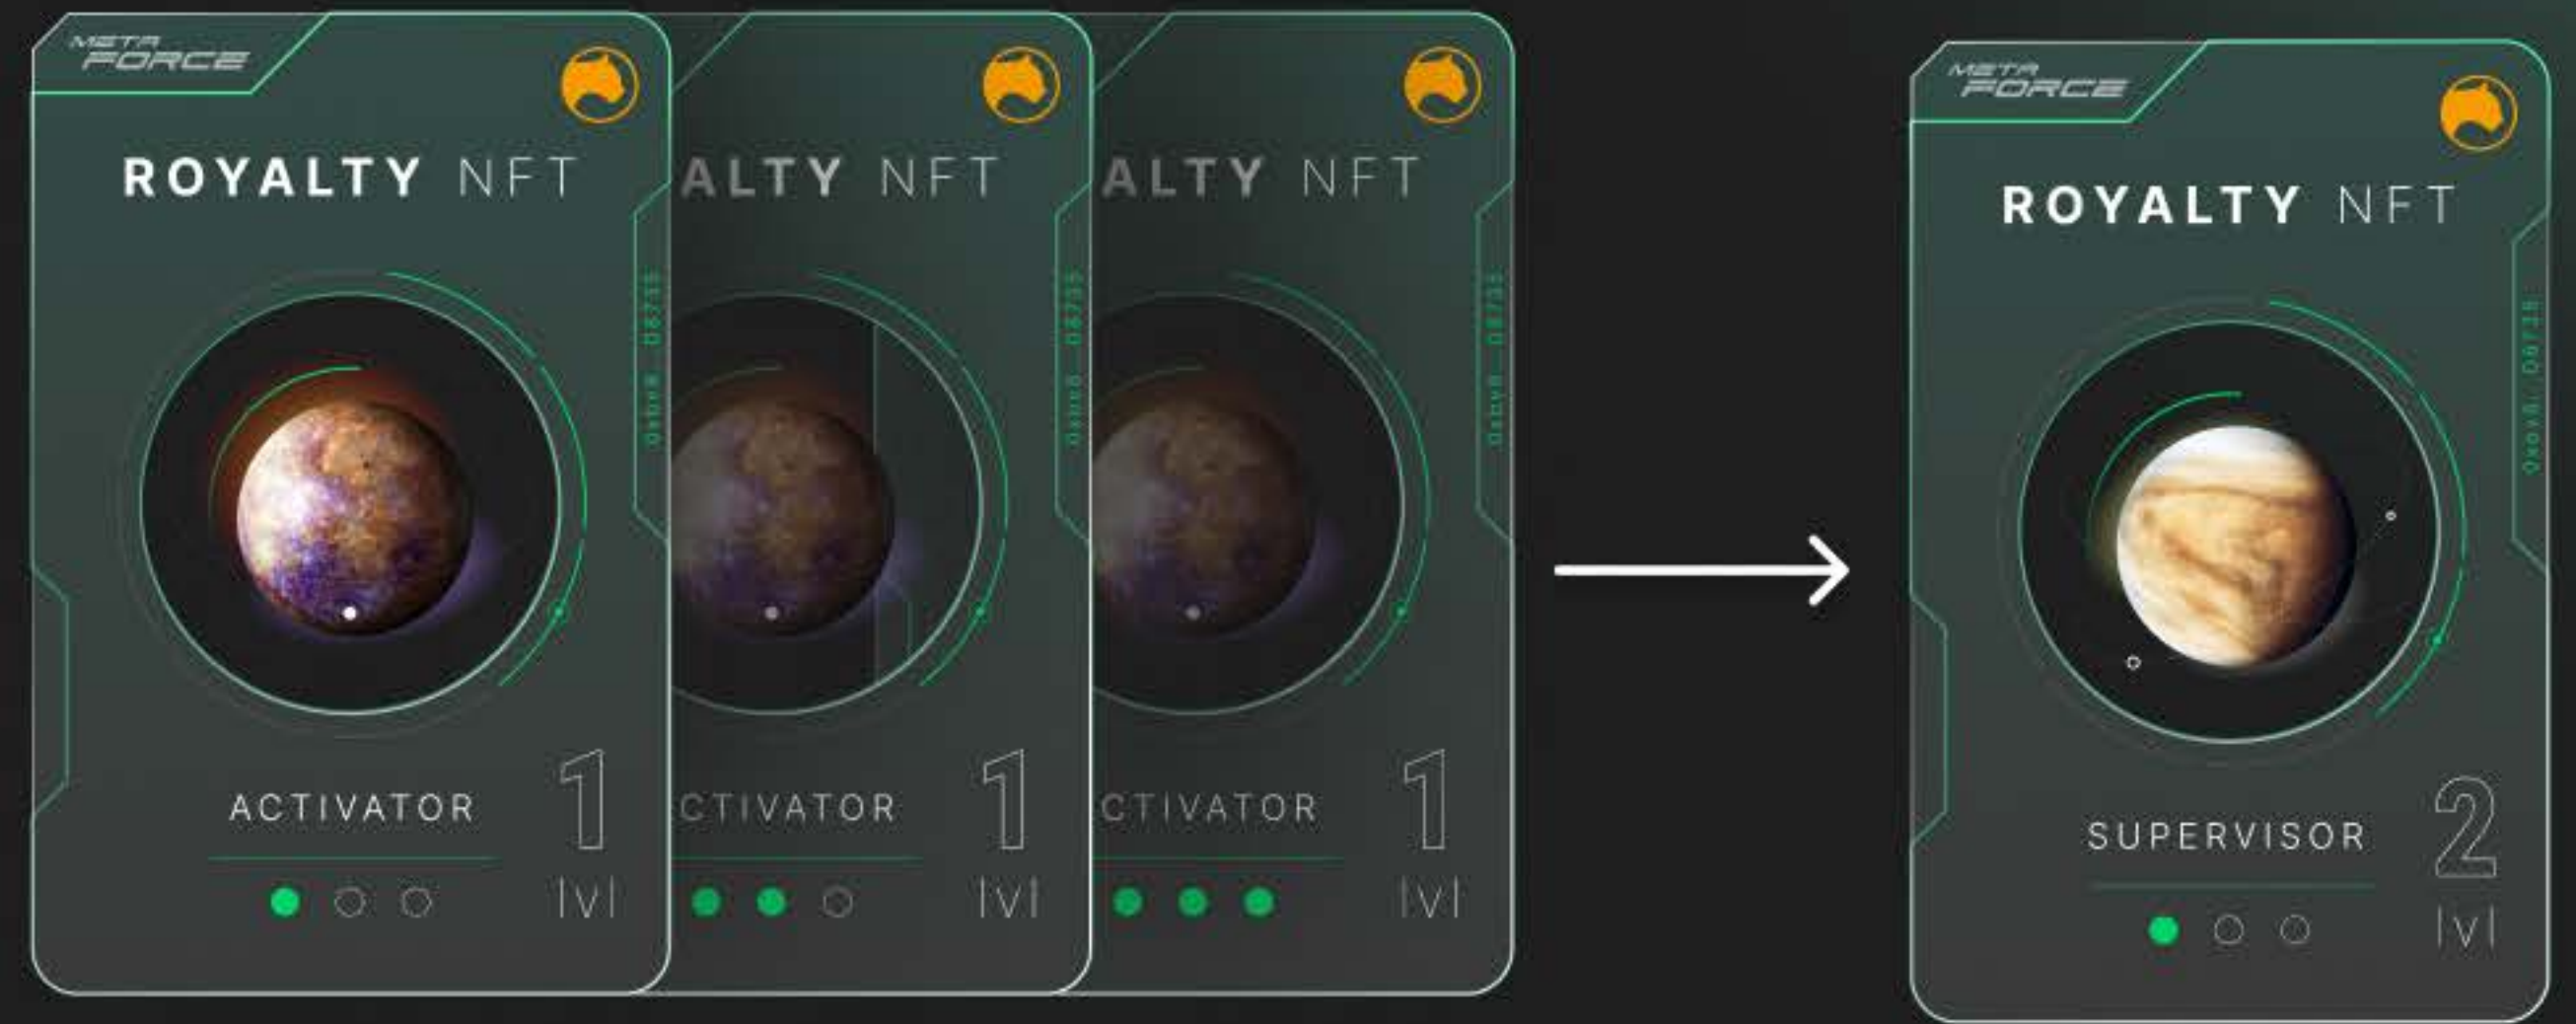 META
FORCE
ROYALTY NFT
ACTIVATOR
1
lvl
ALTY NFT
CTIVATOR
1
lvl
ALTY NFT
CTIVATOR
1
lvl
META
FORCE
ROYALTY NFT
SUPERVISOR
2
lvl